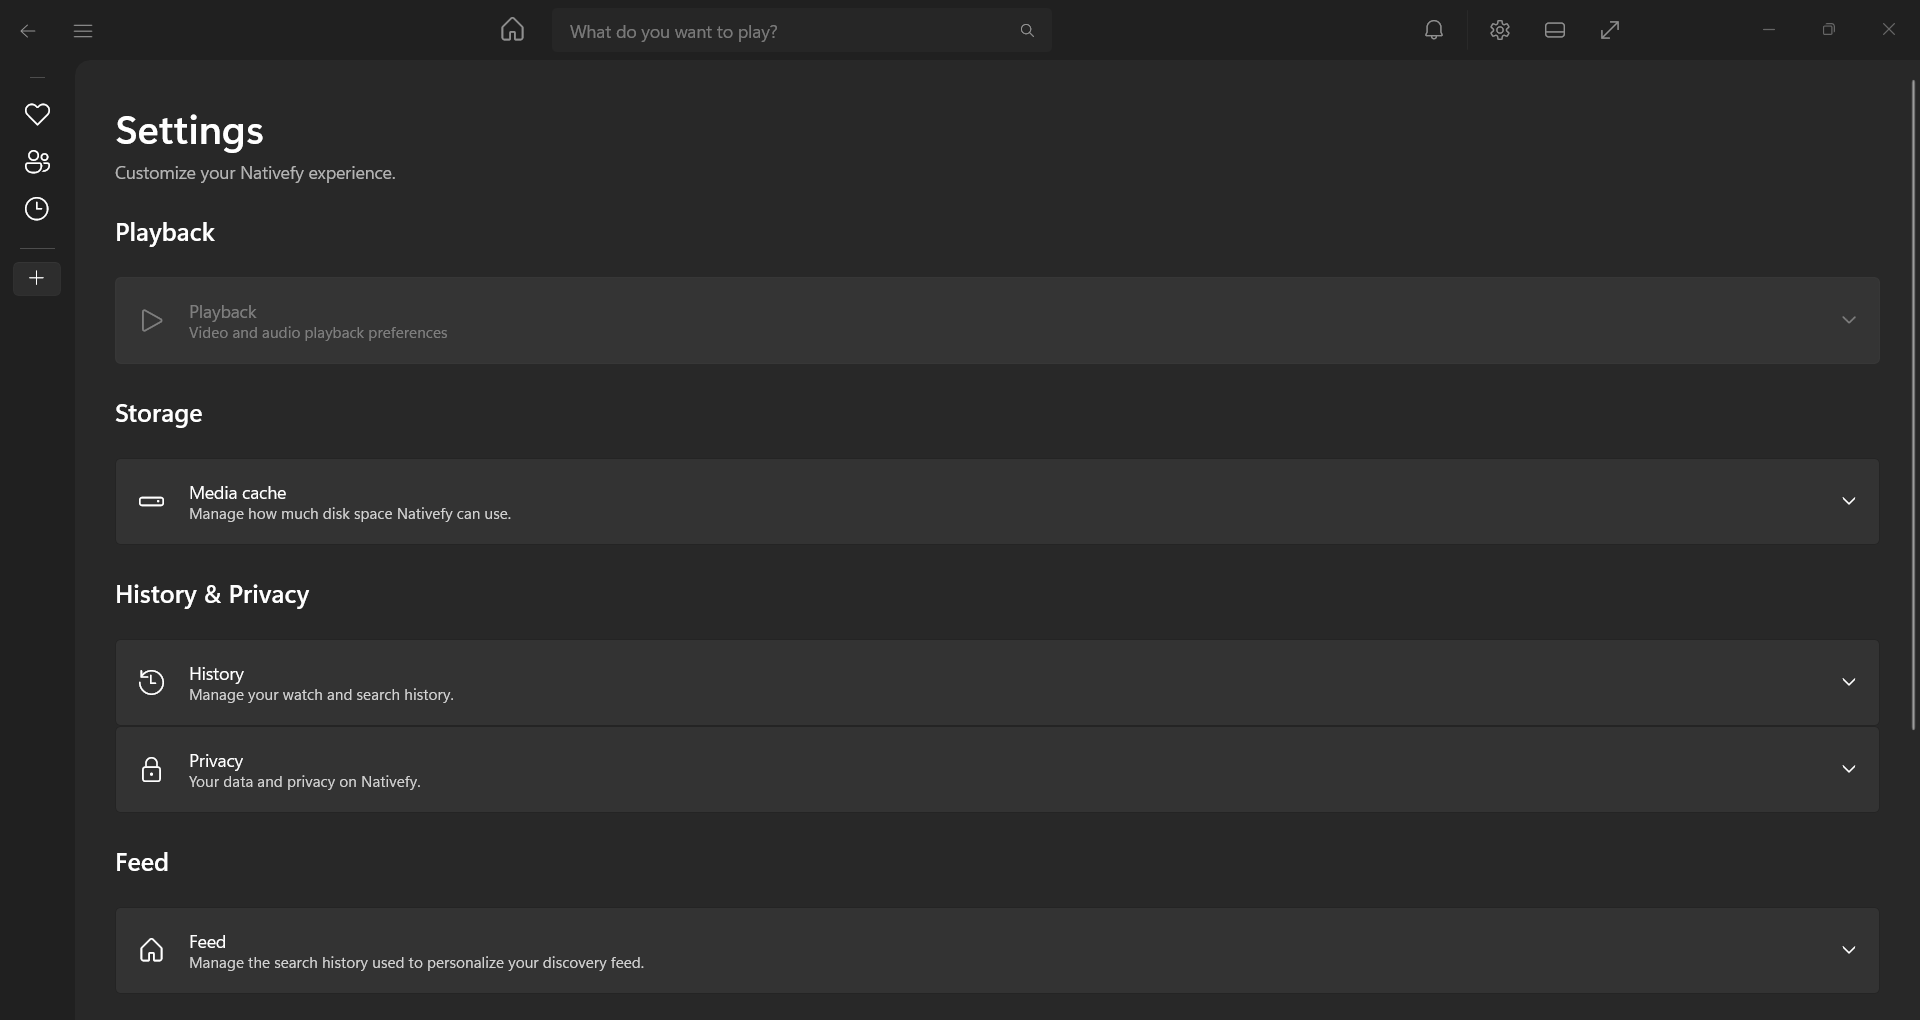 What do you want to play?
Settings
Customize your Nativefy experience.
Playback
Playback
Video and audio playback preferences
Storage
Media cache
Manage how much disk space Nativefy can use.
History & Privacy
History
Manage your watch and search history.
Privacy
Your data and privacy on Nativefy.
Feed
Feed
Manage the search history used to personalize your discovery feed.